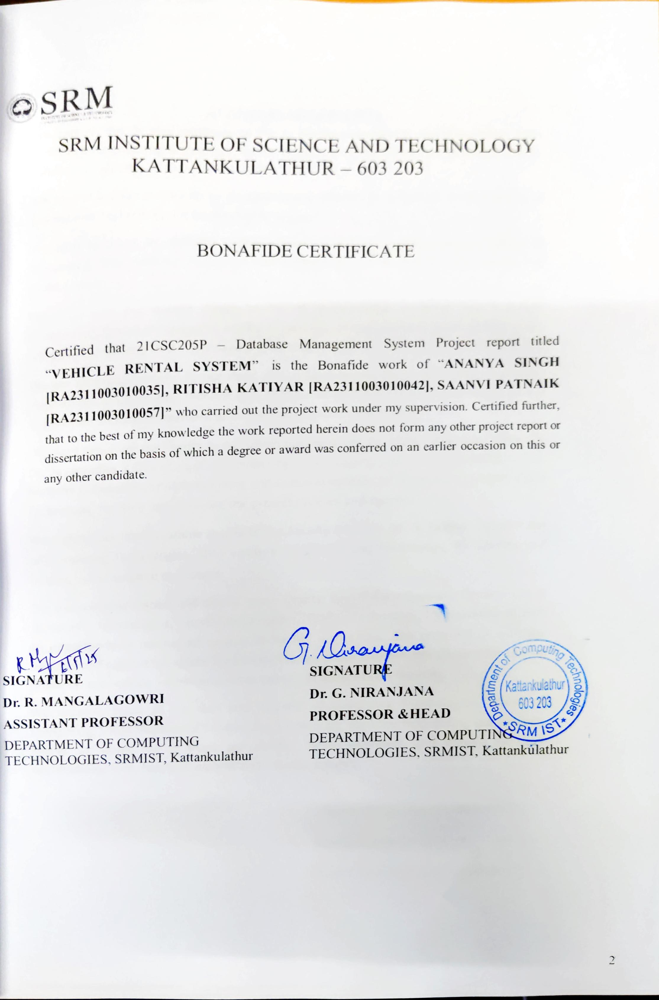 SRM
SRM INSTITUTE OF SCIENCE AND TECHNOLOGY
KATTANKULATHUR – 603 203
BONAFIDE CERTIFICATE
Certified that 21CSC205P – Database Management System Project report titled
“VEHICLE RENTAL SYSTEM” is the Bonafide work of “ANANYA SINGH
[RA2311003010035], RITISHA KATIYAR [RA2311003010042], SAANVI PATNAIK
[RA2311003010057]” who carried out the project work under my supervision. Certified further,
that to the best of my knowledge the work reported herein does not form any other project report or
dissertation on the basis of which a degree or award was conferred on an earlier occasion on this or
any other candidate.
6/5/25
SIGNATURE
Dr. R. MANGALAGOWRI
ASSISTANT PROFESSOR
DEPARTMENT OF COMPUTING
TECHNOLOGIES, SRMIST, Kattankulathur
G. Niranjana
SIGNATURE
Dr. G. NIRANJANA
PROFESSOR &HEAD
DEPARTMENT OF COMPUTING
TECHNOLOGIES, SRMIST, Kattankulathur
Department of Computing Technologies
Kattankulathur
603 203
★ SRM IST ★
2